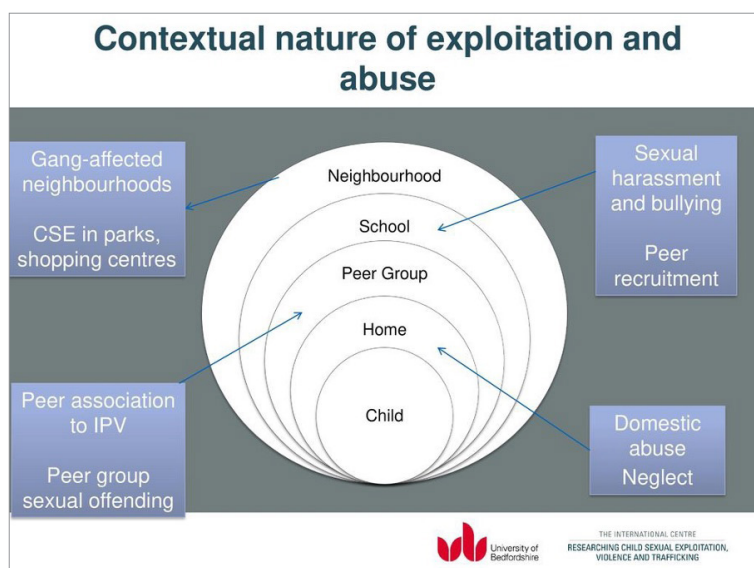 Contextual nature of exploitation and
abuse
Gang-affected
neighbourhoods
CSE in parks,
shopping centres
Neighbourhood
School
Peer Group
Home
Child
Sexual
harassment
and bullying
Peer
recruitment
Peer association
to IPV
Peer group
sexual offending
Domestic
abuse
Neglect
University of
Bedfordshire
THE INTERNATIONAL CENTRE
RESEARCHING CHILD SEXUAL EXPLOITATION,
VIOLENCE AND TRAFFICKING